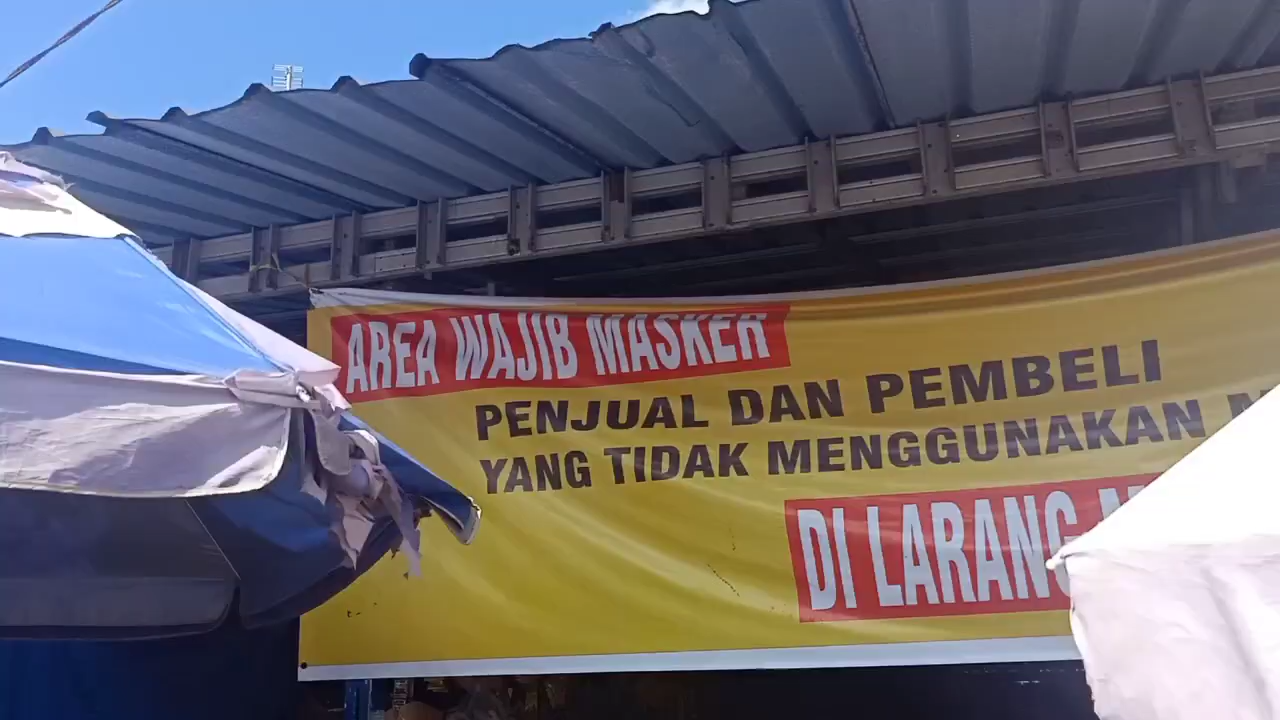 AREA WAJIB MASKER
PENJUAL DAN PEMBELI
YANG TIDAK MENGGUNAKAN
DI LARANG